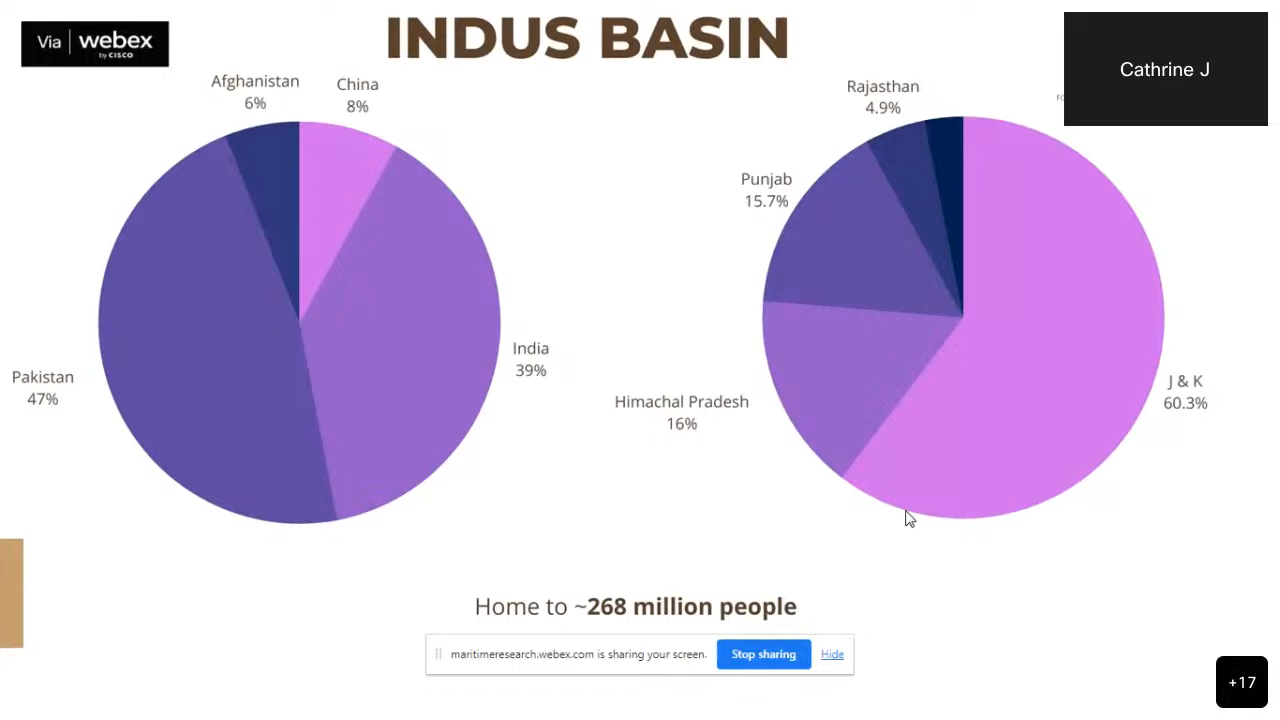 Via webex
by CISCO
INDUS BASIN
Cathrine J
Afghanistan
6%
China
8%
India
39%
Pakistan
47%
Rajasthan
4.9%
Punjab
15.7%
Himachal Pradesh
16%
J & K
60.3%
Home to ~268 million people
maritimeresearch.webex.com is sharing your screen.
Stop sharing
Hide
+17